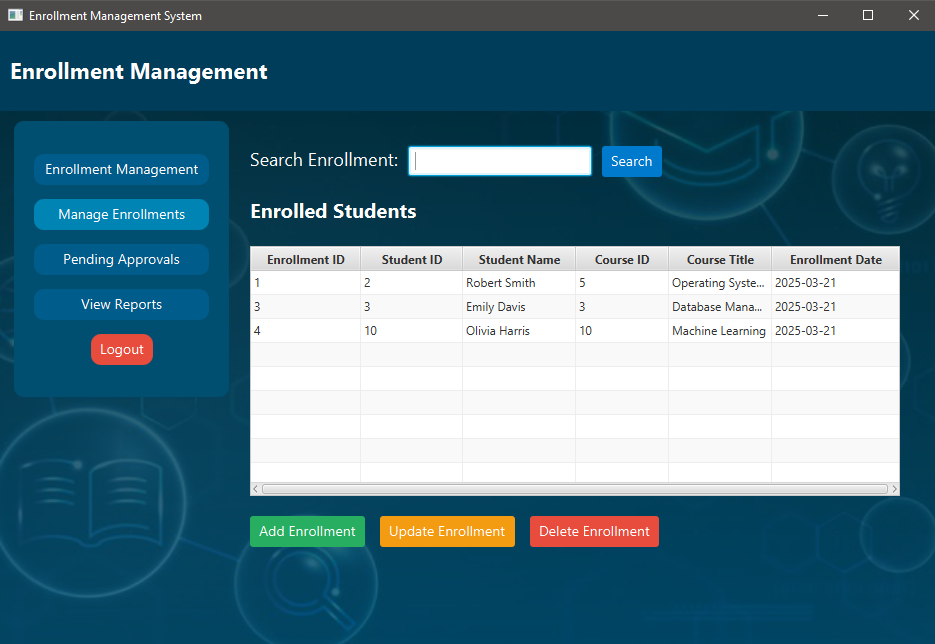 Enrollment Management System
Enrollment Management
Enrollment Management
Manage Enrollments
Pending Approvals
View Reports
Logout
Search Enrollment:
Search
Enrolled Students
Enrollment ID Student ID Student Name Course ID Course Title Enrollment Date
1 2 Robert Smith 5 Operating Syste... 2025-03-21
3 3 Emily Davis 3 Database Mana... 2025-03-21
4 10 Olivia Harris 10 Machine Learning 2025-03-21
Add Enrollment Update Enrollment Delete Enrollment